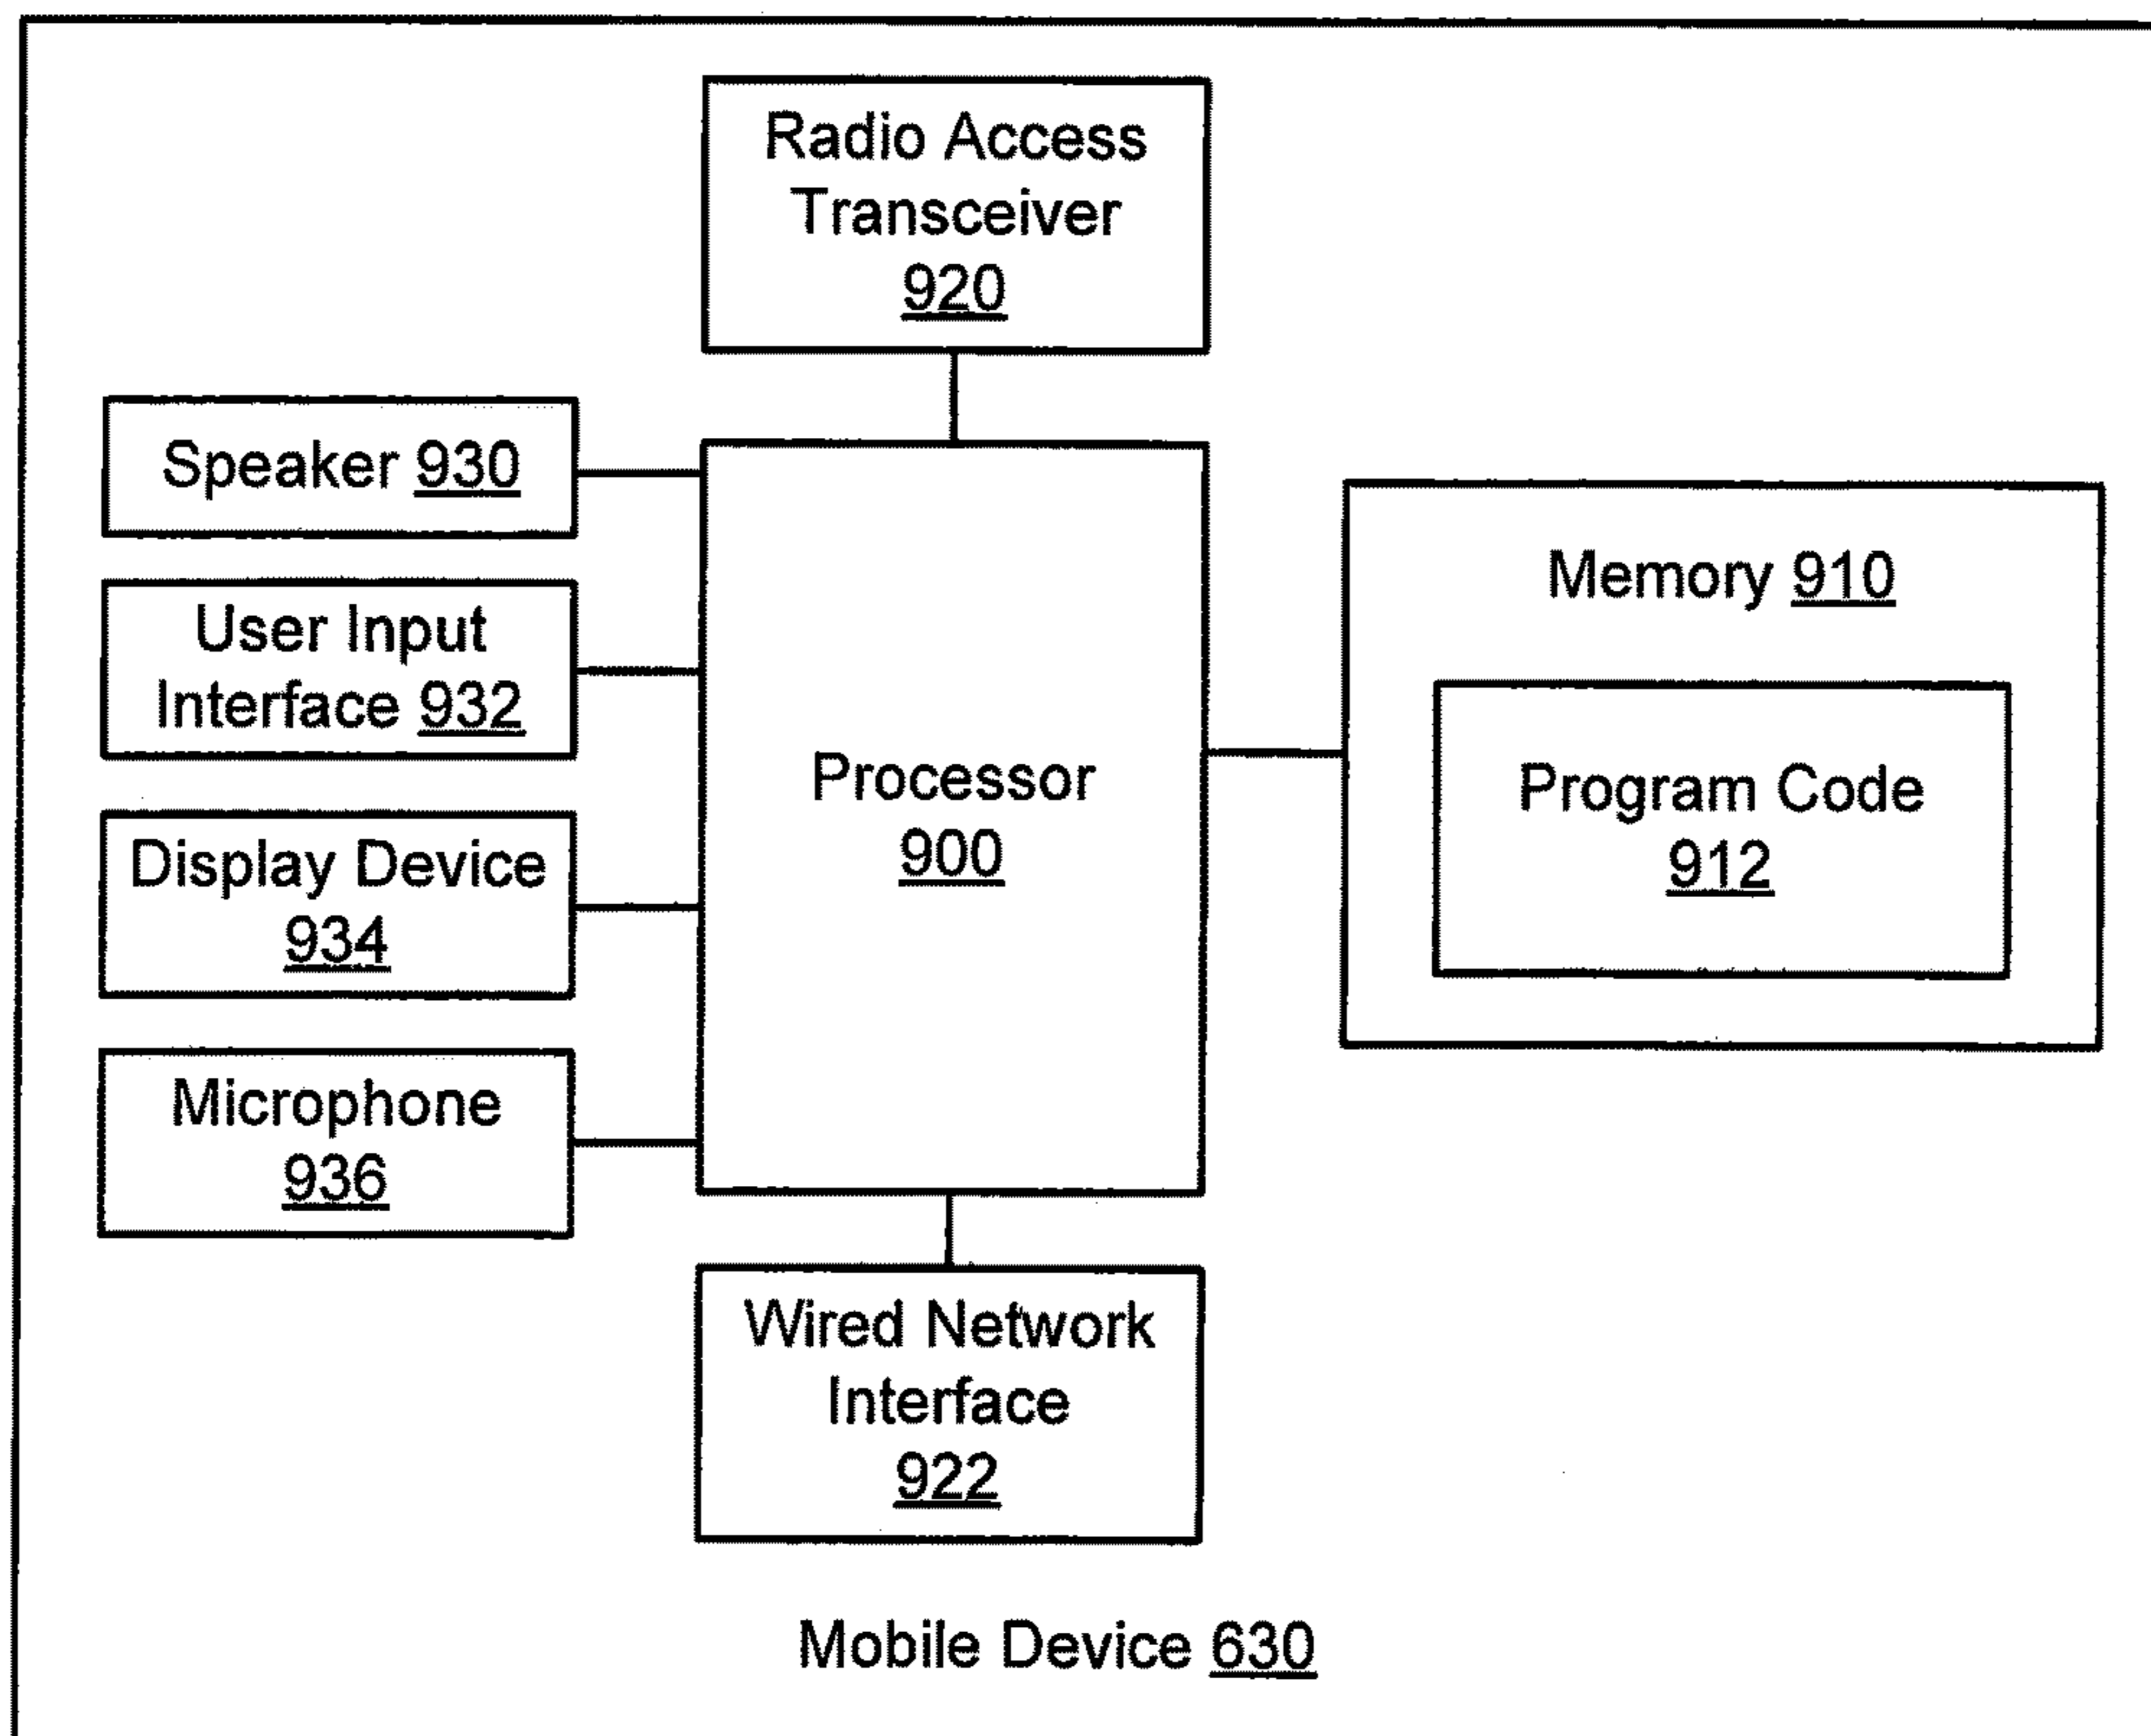 Radio Access
Transceiver
920
Speaker 930
User Input
Interface 932
Display Device
934
Microphone
936
Processor
900
Memory 910
Program Code
912
Wired Network
Interface
922
Mobile Device 630